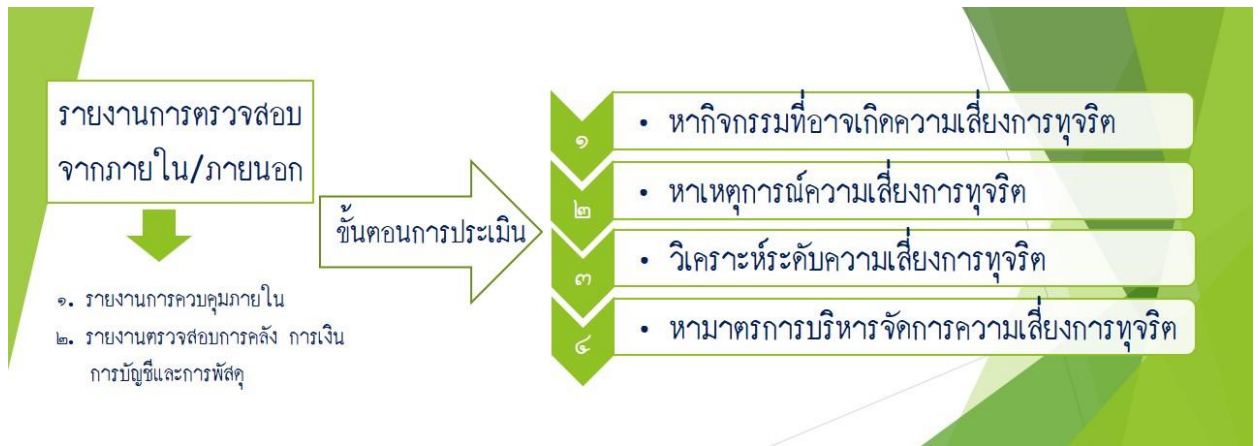 รายงานการตรวจสอบ
จากภายใน/ภายนอก
๑. รายงานการควบคุมภายใน
๒. รายงานตรวจสอบการคลัง การเงิน
การบัญชีและการพัสดุ
ขั้นตอนการประเมิน
๑
• หากิจกรรมที่อาจเกิดความเสี่ยงการทุจริต
๒
• หาเหตุการณ์ความเสี่ยงการทุจริต
๓
• วิเคราะห์ระดับความเสี่ยงการทุจริต
๔
• หามาตรการบริหารจัดการความเสี่ยงการทุจริต